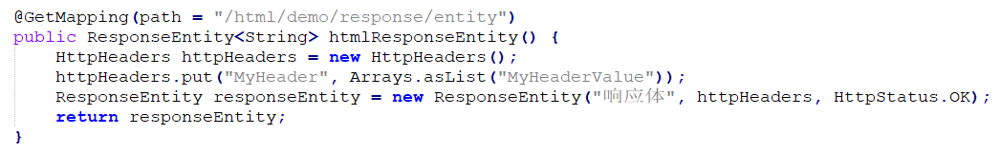 @GetMapping(path = "/html/demo/response/entity")
public ResponseEntity<String> htmlResponseEntity() {
    HttpHeaders httpHeaders = new HttpHeaders();
    httpHeaders.put("MyHeader", Arrays.asList("MyHeaderValue"));
    ResponseEntity responseEntity = new ResponseEntity("响应体", httpHeaders, HttpStatus.OK);
    return responseEntity;
}